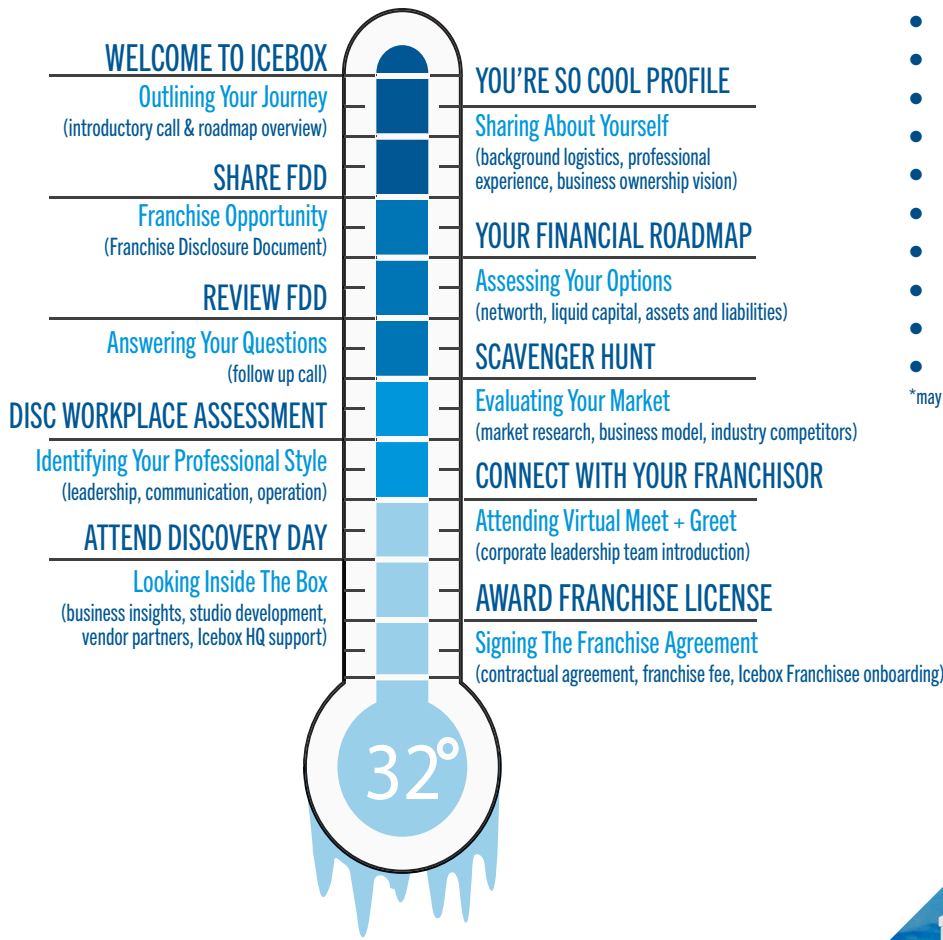 WELCOME TO ICEBOX
Outlining Your Journey
(introductory call & roadmap overview)
YOU'RE SO COOL PROFILE
Sharing About Yourself
(background logistics, professional
experience, business ownership vision)
SHARE FDD
Franchise Opportunity
(Franchise Disclosure Document)
YOUR FINANCIAL ROADMAP
Assessing Your Options
(networth, liquid capital, assets and liabilities)
REVIEW FDD
Answering Your Questions
(follow up call)
SCAVENGER HUNT
Evaluating Your Market
(market research, business model, industry competitors)
DISC WORKPLACE ASSESSMENT
Identifying Your Professional Style
(leadership, communication, operation)
CONNECT WITH YOUR FRANCHISOR
Attending Virtual Meet + Greet
(corporate leadership team introduction)
ATTEND DISCOVERY DAY
Looking Inside The Box
(business insights, studio development,
vendor partners, Icebox HQ support)
AWARD FRANCHISE LICENSE
Signing The Franchise Agreement
(contractual agreement, franchise fee, Icebox Franchisee onboarding)
32°
*may